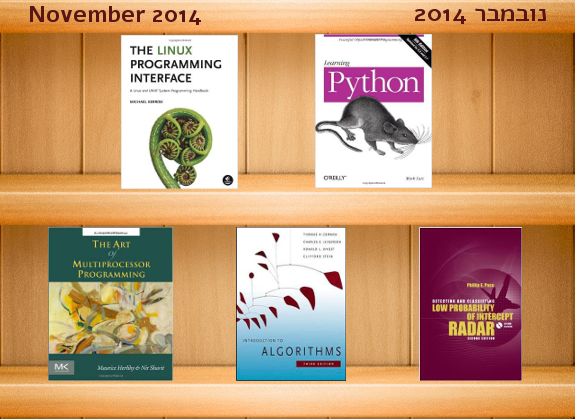 November 2014
נובמבר 2014
THE LINUX
PROGRAMMING
INTERFACE
A Linux and UNIX System Programming Handbook
MICHAEL KERRISK
Learning
Python
O'REILLY
Mark Lutz
THE ART
of
MULTIPROCESSOR
PROGRAMMING
Maurice Herlihy & Nir Shavit
MK
THOMAS H. CORMEN
CHARLES E. LEISERSON
RONALD L. RIVEST
CLIFFORD STEIN
INTRODUCTION TO
ALGORITHMS
THIRD EDITION
Phillip E. Pace
DETECTING AND CLASSIFYING
LOW PROBABILITY
OF INTERCEPT
RADAR
SECOND EDITION